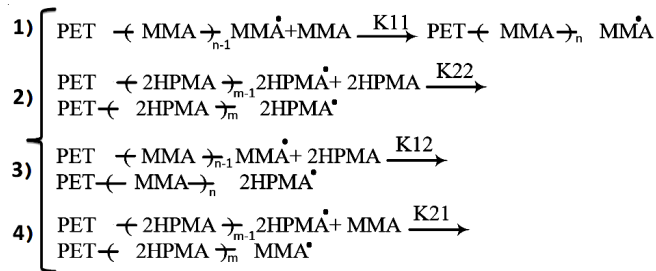 1) PET -( MMA )-n-1 MMA•+MMA K11 PET-( MMA-)-n MMA•
2) PET -( 2HPMA )-m-1 2HPMA•+ 2HPMA K22
PET-( 2HPMA )-m 2HPMA•
3) PET -( MMA )-n-1 MMA•+ 2HPMA K12
PET-( MMA-)-n 2HPMA•
4) PET -( 2HPMA )-m-1 2HPMA•+ MMA K21
PET-( 2HPMA )-m MMA•